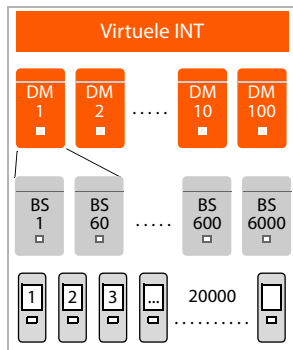 Virtuele INT
DM 1
DM 2
.....
DM 10
DM 100
BS 1
BS 60
.....
BS 600
BS 6000
1
2
3
...
20000
..........